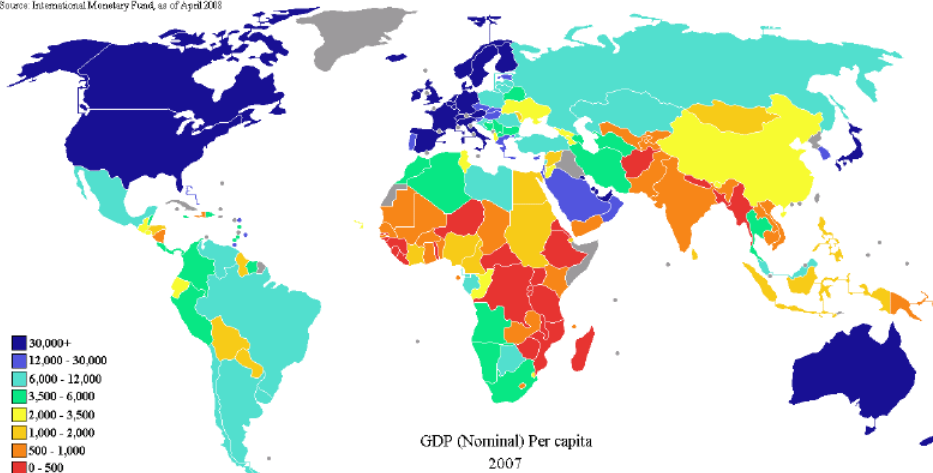 Source: International Monetary Fund, as of April 2008
30,000+
12,000 - 30,000
6,000 - 12,000
3,500 - 6,000
2,000 - 3,500
1,000 - 2,000
500 - 1,000
0 - 500
GDP (Nominal) Per capita
2007